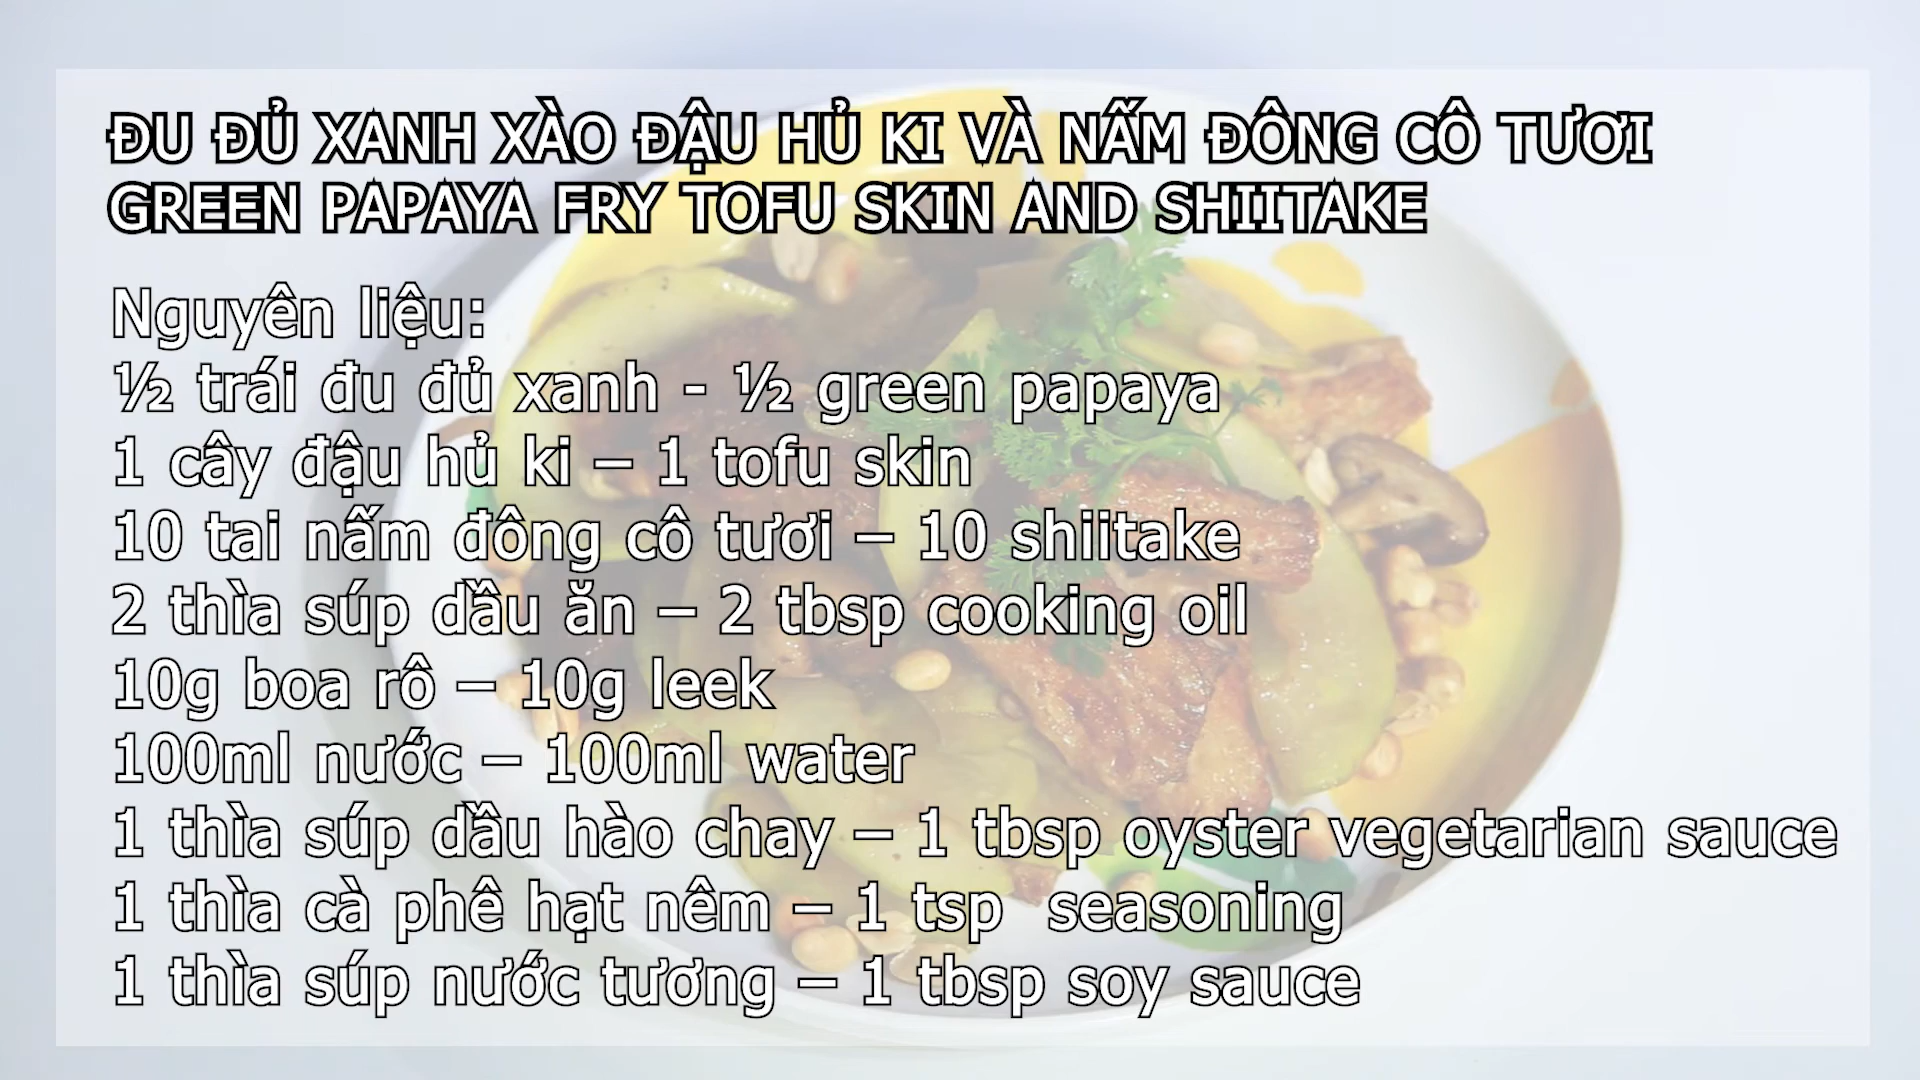 ĐU ĐỦ XANH XÀO ĐẬU HỦ KI VÀ NẤM ĐÔNG CÔ TƯƠI
GREEN PAPAYA FRY TOFU SKIN AND SHIITAKE
Nguyên liệu:
½ trái đu đủ xanh - ½ green papaya
1 cây đậu hủ ki – 1 tofu skin
10 tai nấm đông cô tươi – 10 shiitake
2 thìa súp dầu ăn – 2 tbsp cooking oil
10g boa rô – 10g leek
100ml nước – 100ml water
1 thìa súp dầu hào chay – 1 tbsp oyster vegetarian sauce
1 thìa cà phê hạt nêm – 1 tsp  seasoning
1 thìa súp nước tương – 1 tbsp soy sauce